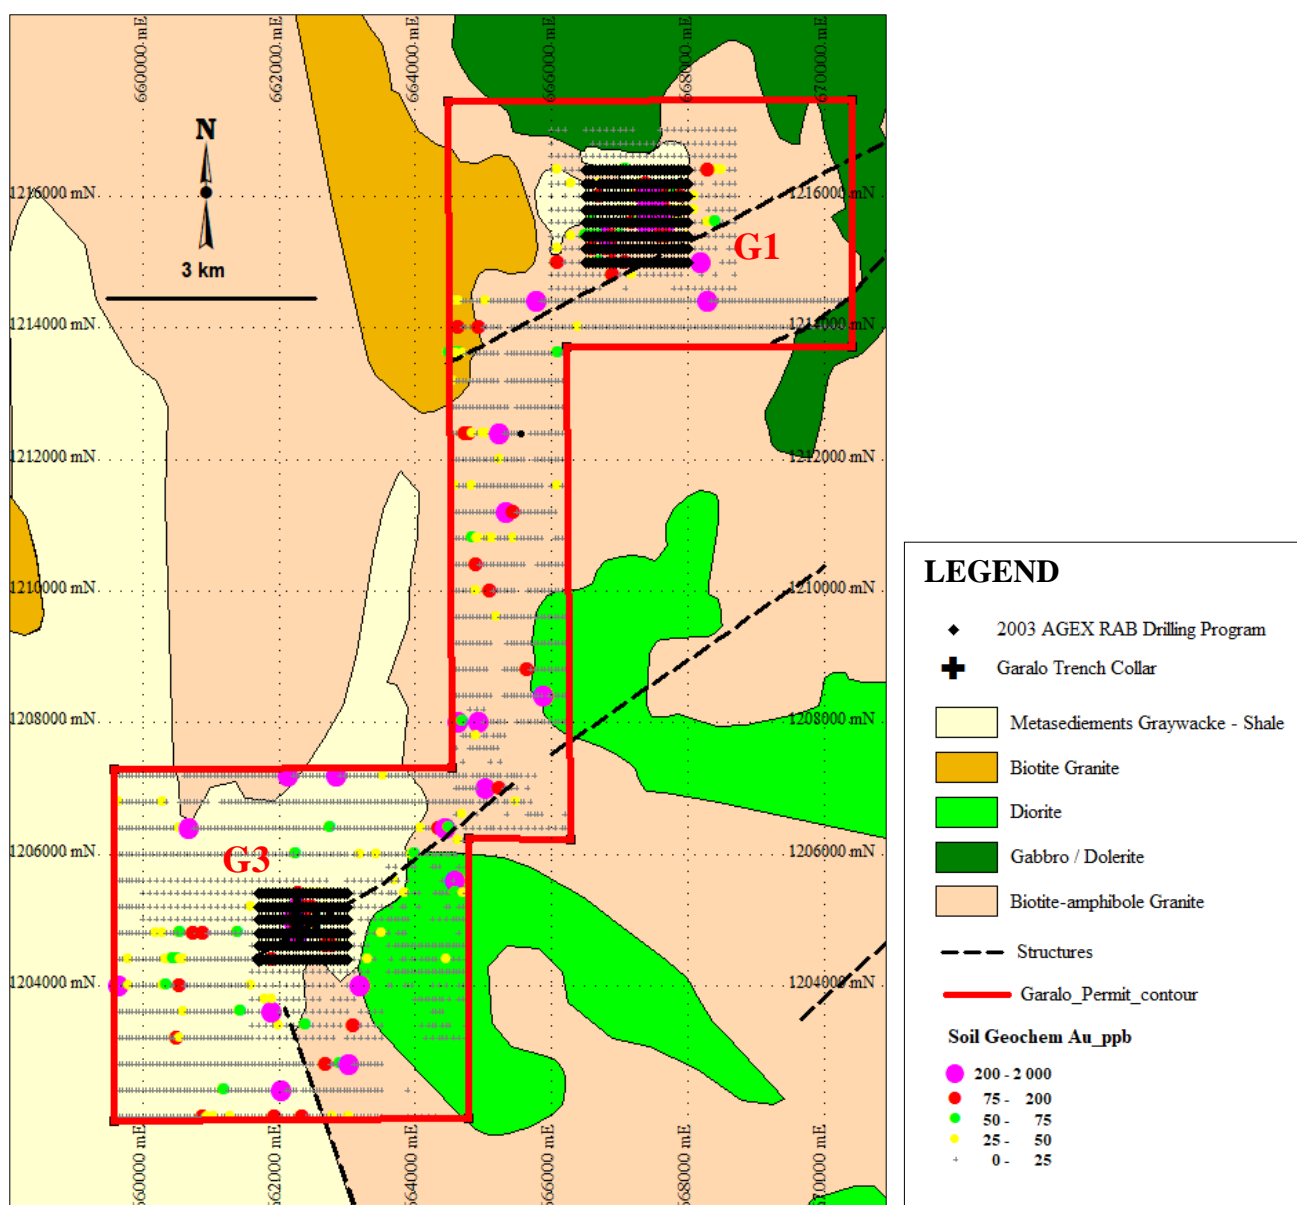 660000 mE
662000 mE
664000 mE
666000 mE
668000 mE
670000 mE
N
3 km
1216000 mN
1216000 mN
G1
1214000 mN
1214000 mN
1212000 mN
1212000 mN
1210000 mN
1210000 mN
1208000 mN
1208000 mN
1206000 mN
1206000 mN
G3
1204000 mN
1204000 mN
660000 mE
662000 mE
664000 mE
666000 mE
668000 mE
670000 mE
LEGEND
2003 AGEX RAB Drilling Program
Garalo Trench Collar
Metasediements Graywacke - Shale
Biotite Granite
Diorite
Gabbro / Dolerite
Biotite-amphibole Granite
Structures
Garalo_Permit_contour
Soil Geochem Au_ppb
200 - 2 000
75 - 200
50 - 75
25 - 50
0 - 25